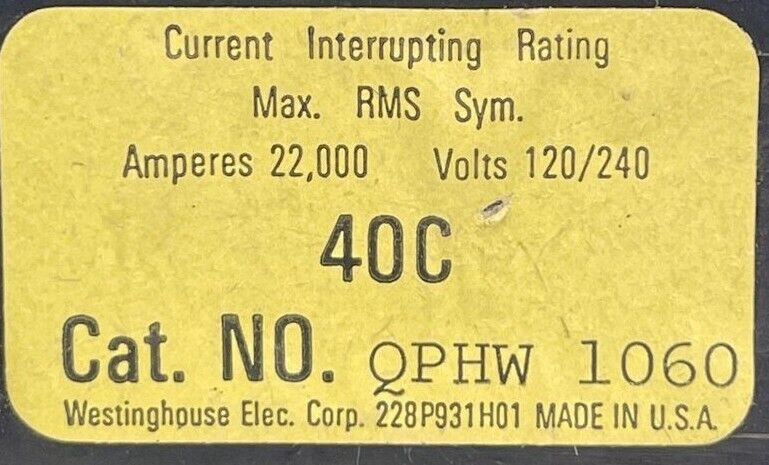 Current Interrupting Rating
Max. RMS Sym.
Amperes 22,000 Volts 120/240
40C
Cat. NO. QPHW 1060
Westinghouse Elec. Corp. 228P931H01 MADE IN U.S.A.